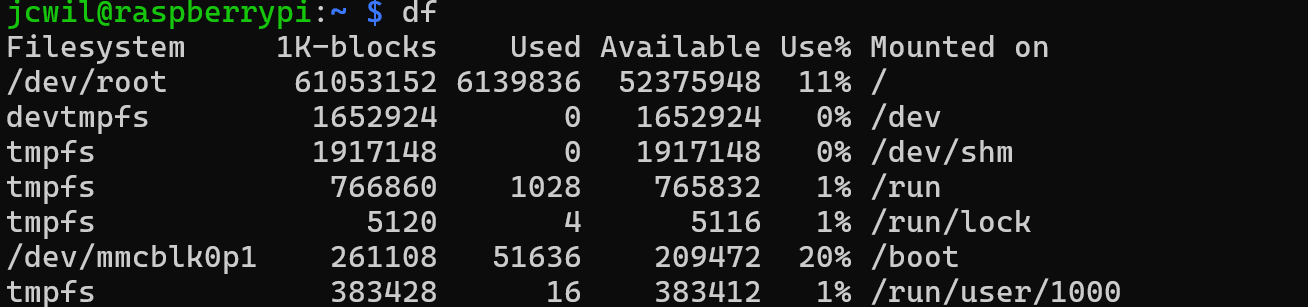 jcwil@raspberrypi:~ $ df
Filesystem     1K-blocks    Used Available Use% Mounted on
/dev/root       61053152 6139836  52375948  11% /
devtmpfs         1652924       0   1652924   0% /dev
tmpfs            1917148       0   1917148   0% /dev/shm
tmpfs             766860    1028    765832   1% /run
tmpfs               5120       4      5116   1% /run/lock
/dev/mmcblk0p1    261108   51636    209472  20% /boot
tmpfs             383428      16    383412   1% /run/user/1000